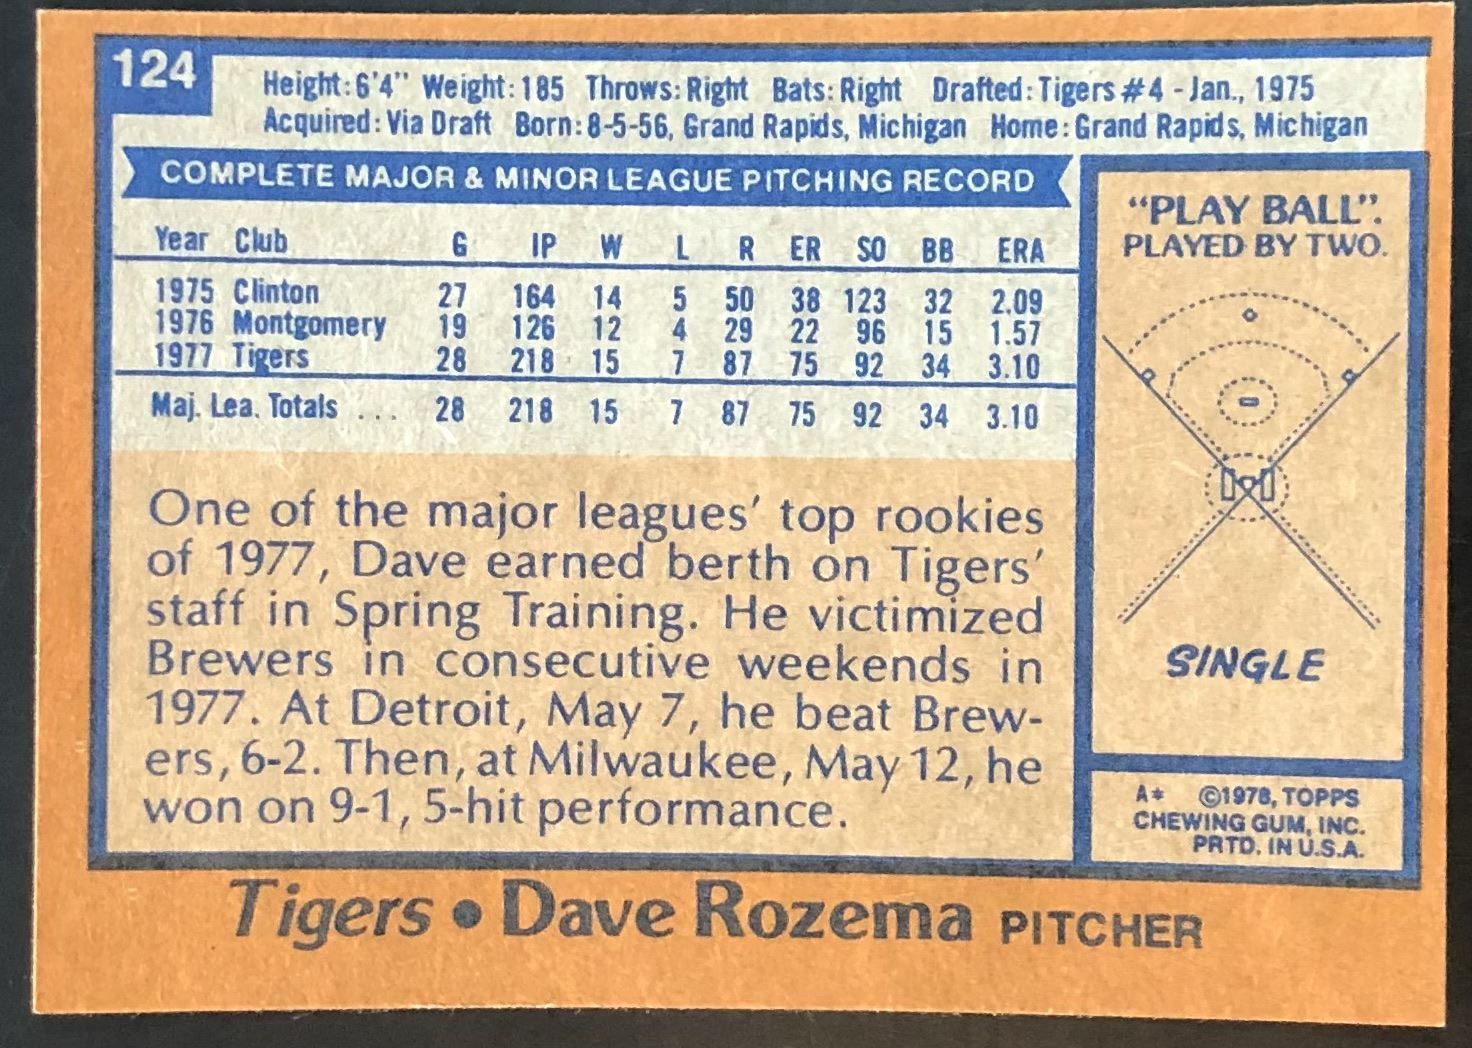 124
Height: 6'4" Weight: 185 Throws: Right Bats: Right Drafted: Tigers #4 - Jan., 1975
Acquired: Via Draft Born: 8-5-56, Grand Rapids, Michigan Home: Grand Rapids, Michigan
COMPLETE MAJOR & MINOR LEAGUE PITCHING RECORD
Year Club G IP W L R ER SO BB ERA
1975 Clinton 27 164 14 5 50 38 123 32 2.09
1976 Montgomery 19 126 12 4 29 22 96 15 1.57
1977 Tigers 28 218 15 7 87 75 92 34 3.10
Maj. Lea. Totals ... 28 218 15 7 87 75 92 34 3.10
One of the major leagues' top rookies
of 1977, Dave earned berth on Tigers'
staff in Spring Training. He victimized
Brewers in consecutive weekends in
1977. At Detroit, May 7, he beat Brew-
ers, 6-2. Then, at Milwaukee, May 12, he
won on 9-1, 5-hit performance.
"PLAY BALL".
PLAYED BY TWO.
SINGLE
A* ©1978, TOPPS
CHEWING GUM, INC.
PRTD. IN U.S.A.
Tigers • Dave Rozema PITCHER